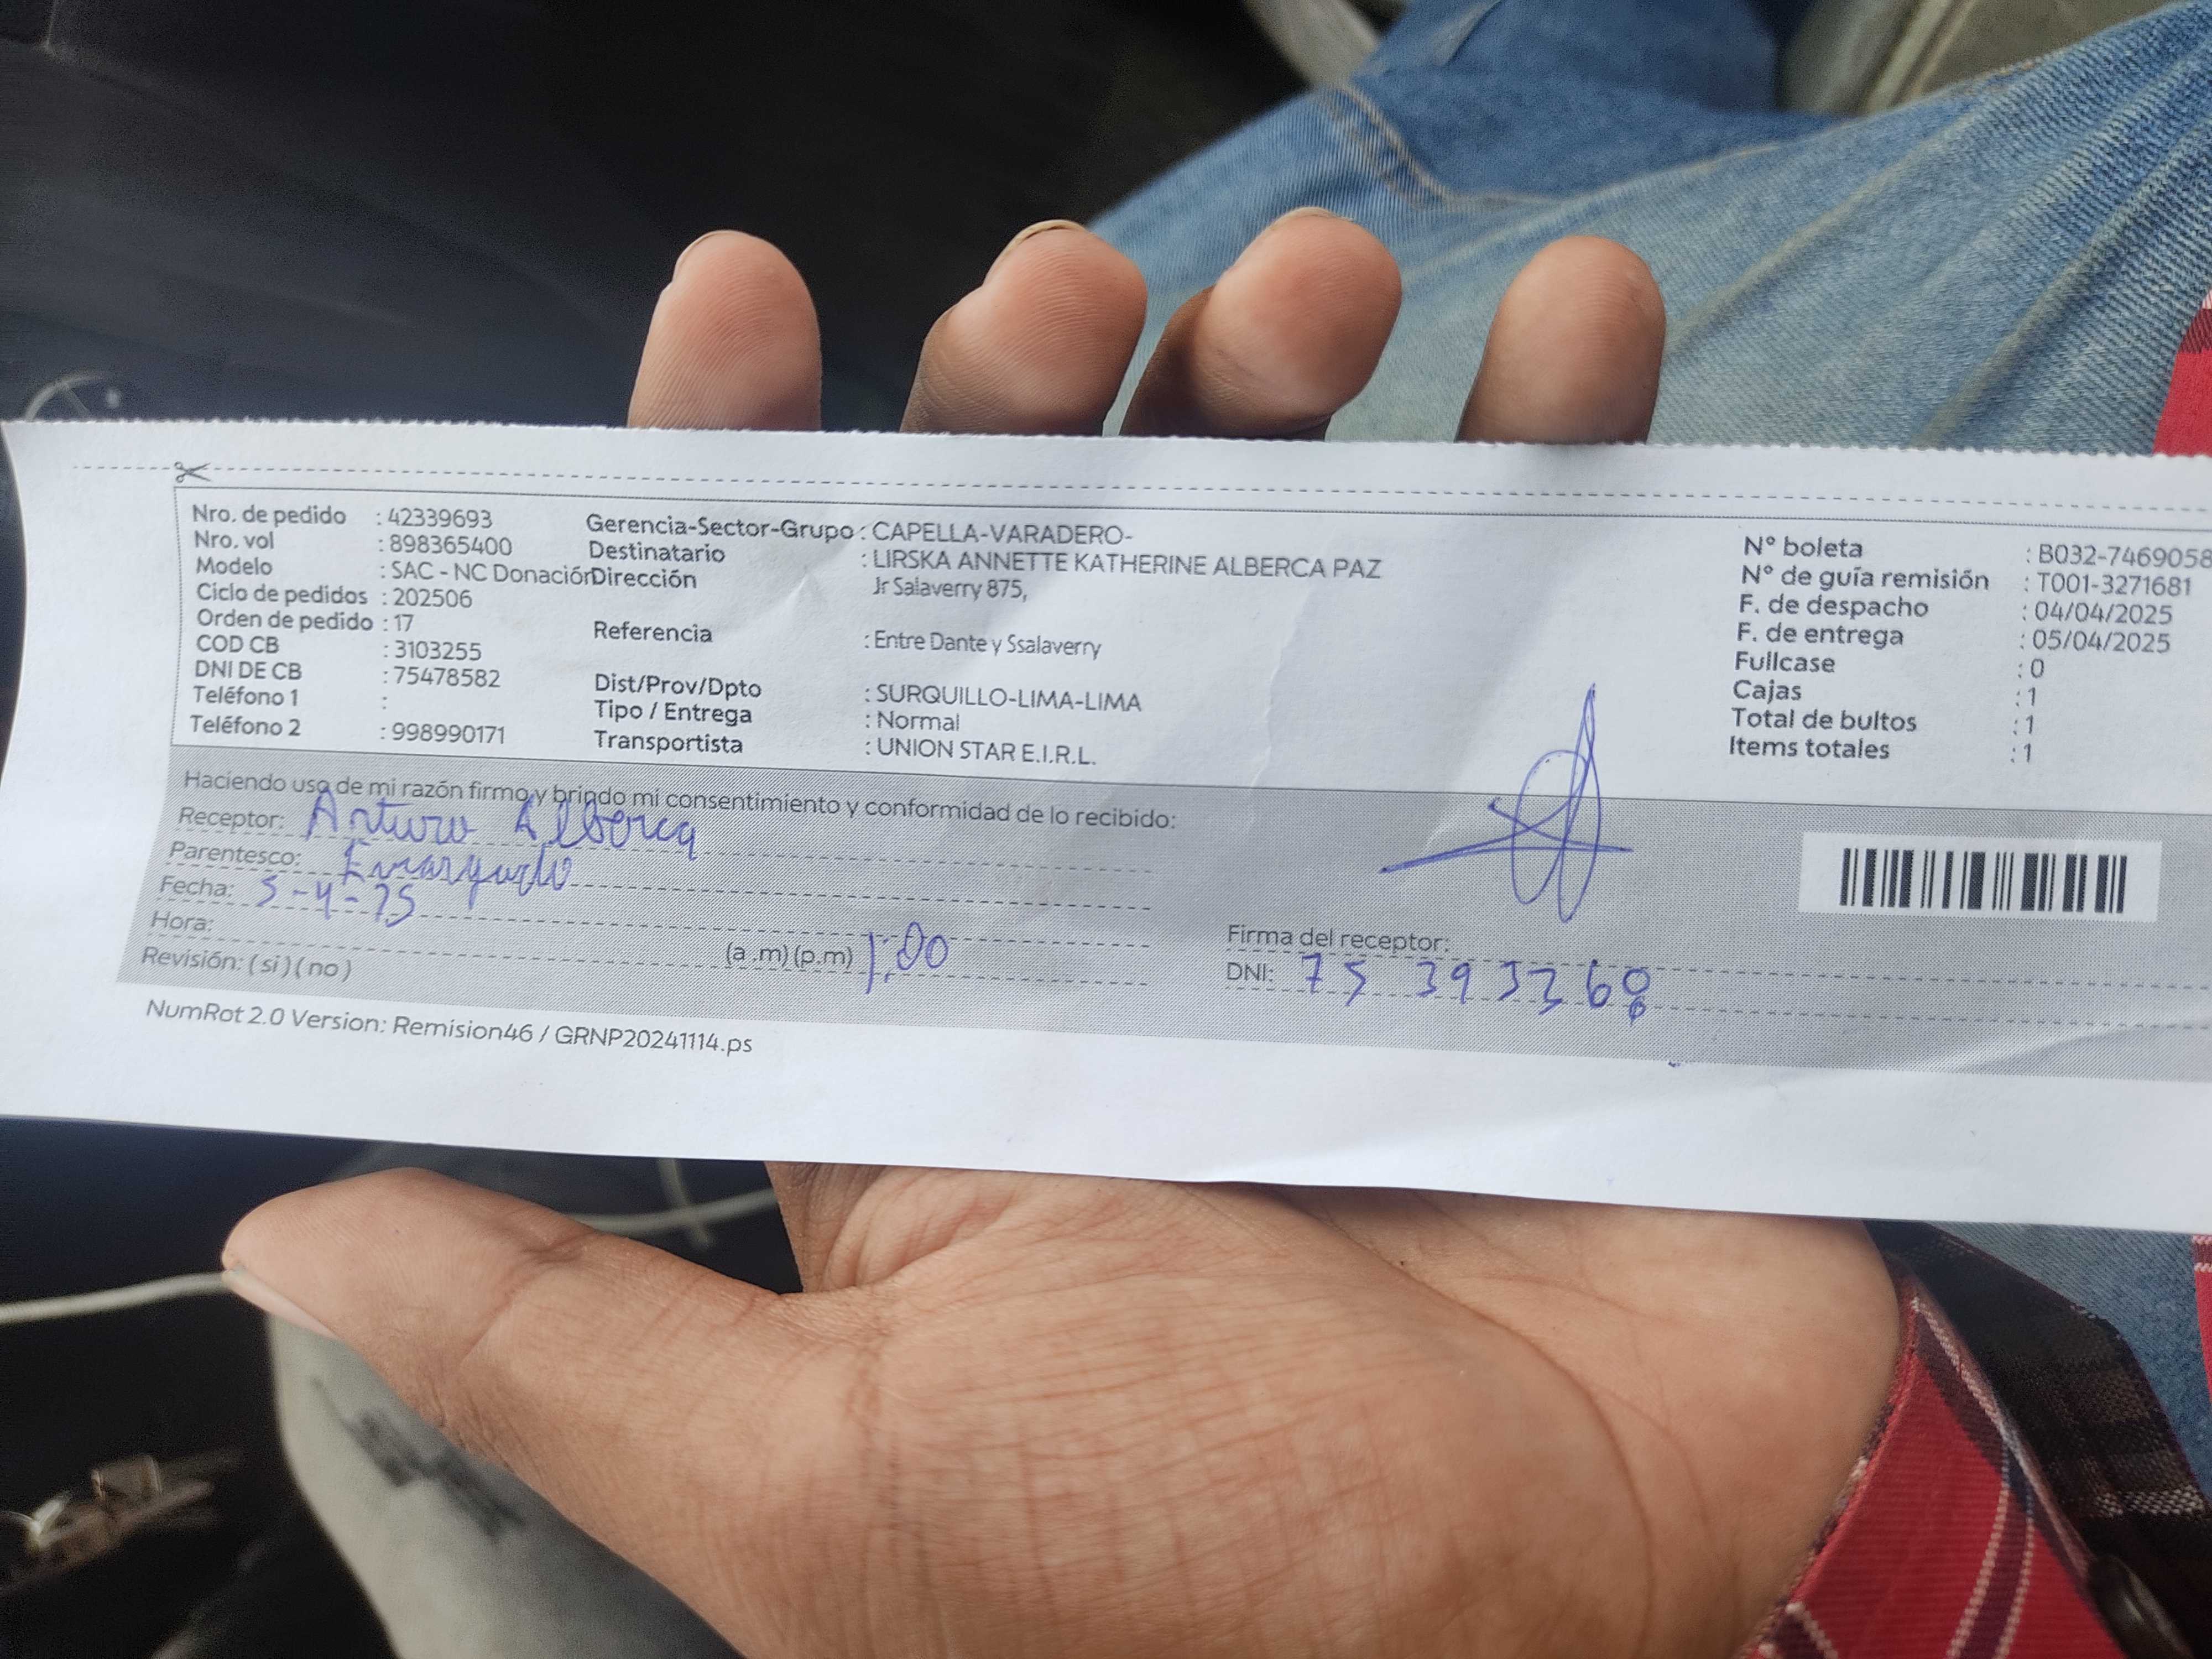 Nro. de pedido : 42339693
Nro. vol : 898365400
Modelo : SAC - NC Donación
Ciclo de pedidos : 202506
Orden de pedido : 17
COD CB : 3103255
DNI DE CB : 75478582
Teléfono 1 :
Teléfono 2 : 998990171
Gerencia-Sector-Grupo : CAPELLA-VARADERO-
Destinatario : LIRSKA ANNETTE KATHERINE ALBERCA PAZ
Dirección Jr Salaverry 875,
Referencia : Entre Dante y Ssalaverry
Dist/Prov/Dpto : SURQUILLO-LIMA-LIMA
Tipo / Entrega : Normal
Transportista : UNION STAR E.I.R.L.
N° boleta : B032-7469058
N° de guía remisión : T001-3271681
F. de despacho : 04/04/2025
F. de entrega : 05/04/2025
Fullcase : 0
Cajas : 1
Total de bultos : 1
Items totales : 1
Haciendo uso de mi razón firmo y brindo mi consentimiento y conformidad de lo recibido:
Receptor: Arturo Alberca
Parentesco:
Fecha: 5-4-25
Hora: (a.m)(p.m) 1:00
Revisión: (si)(no)
Firma del receptor:
DNI: 75 393368
NumRot 2.0 Version: Remision46 / GRNP20241114.ps